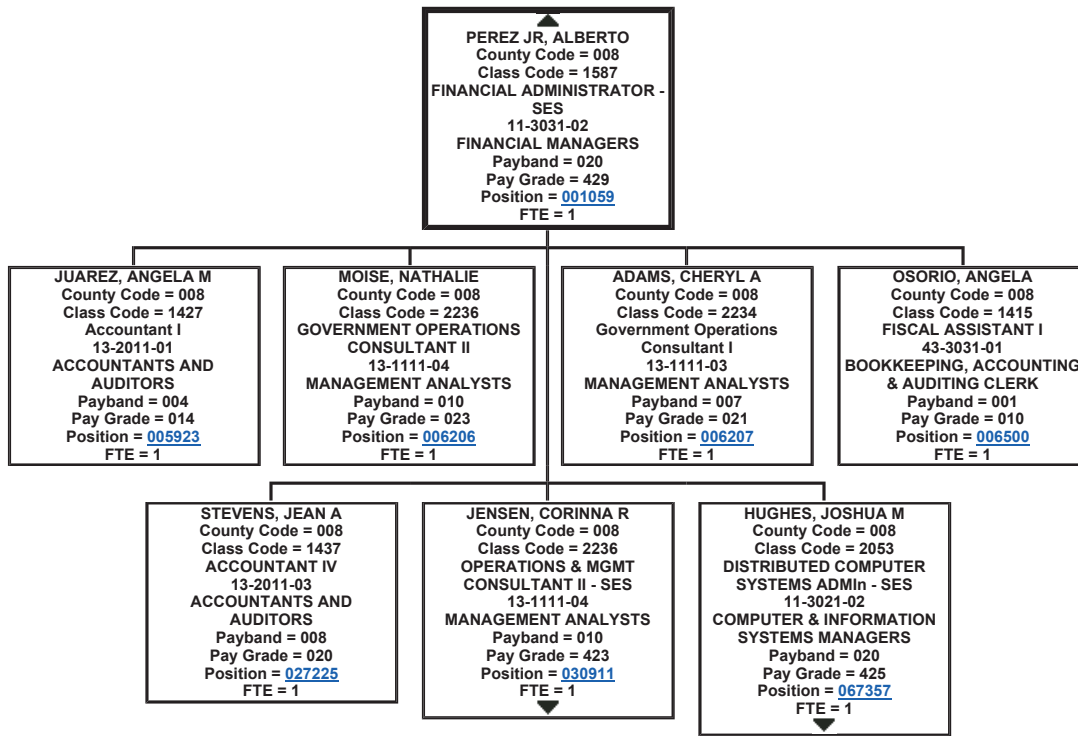 PEREZ JR, ALBERTO
County Code = 008
Class Code = 1587
FINANCIAL ADMINISTRATOR -
SES
11-3031-02
FINANCIAL MANAGERS
Payband = 020
Pay Grade = 429
Position = 001059
FTE = 1
JUAREZ, ANGELA M
County Code = 008
Class Code = 1427
Accountant I
13-2011-01
ACCOUNTANTS AND
AUDITORS
Payband = 004
Pay Grade = 014
Position = 005923
FTE = 1
MOISE, NATHALIE
County Code = 008
Class Code = 2236
GOVERNMENT OPERATIONS
CONSULTANT II
13-1111-04
MANAGEMENT ANALYSTS
Payband = 010
Pay Grade = 023
Position = 006206
FTE = 1
ADAMS, CHERYL A
County Code = 008
Class Code = 2234
Government Operations
Consultant I
13-1111-03
MANAGEMENT ANALYSTS
Payband = 007
Pay Grade = 021
Position = 006207
FTE = 1
OSORIO, ANGELA
County Code = 008
Class Code = 1415
FISCAL ASSISTANT I
43-3031-01
BOOKKEEPING, ACCOUNTING
& AUDITING CLERK
Payband = 001
Pay Grade = 010
Position = 006500
FTE = 1
STEVENS, JEAN A
County Code = 008
Class Code = 1437
ACCOUNTANT IV
13-2011-03
ACCOUNTANTS AND
AUDITORS
Payband = 008
Pay Grade = 020
Position = 027225
FTE = 1
JENSEN, CORINNA R
County Code = 008
Class Code = 2236
OPERATIONS & MGMT
CONSULTANT II - SES
13-1111-04
MANAGEMENT ANALYSTS
Payband = 010
Pay Grade = 423
Position = 030911
FTE = 1
HUGHES, JOSHUA M
County Code = 008
Class Code = 2053
DISTRIBUTED COMPUTER
SYSTEMS ADMIn - SES
11-3021-02
COMPUTER & INFORMATION
SYSTEMS MANAGERS
Payband = 020
Pay Grade = 425
Position = 067357
FTE = 1